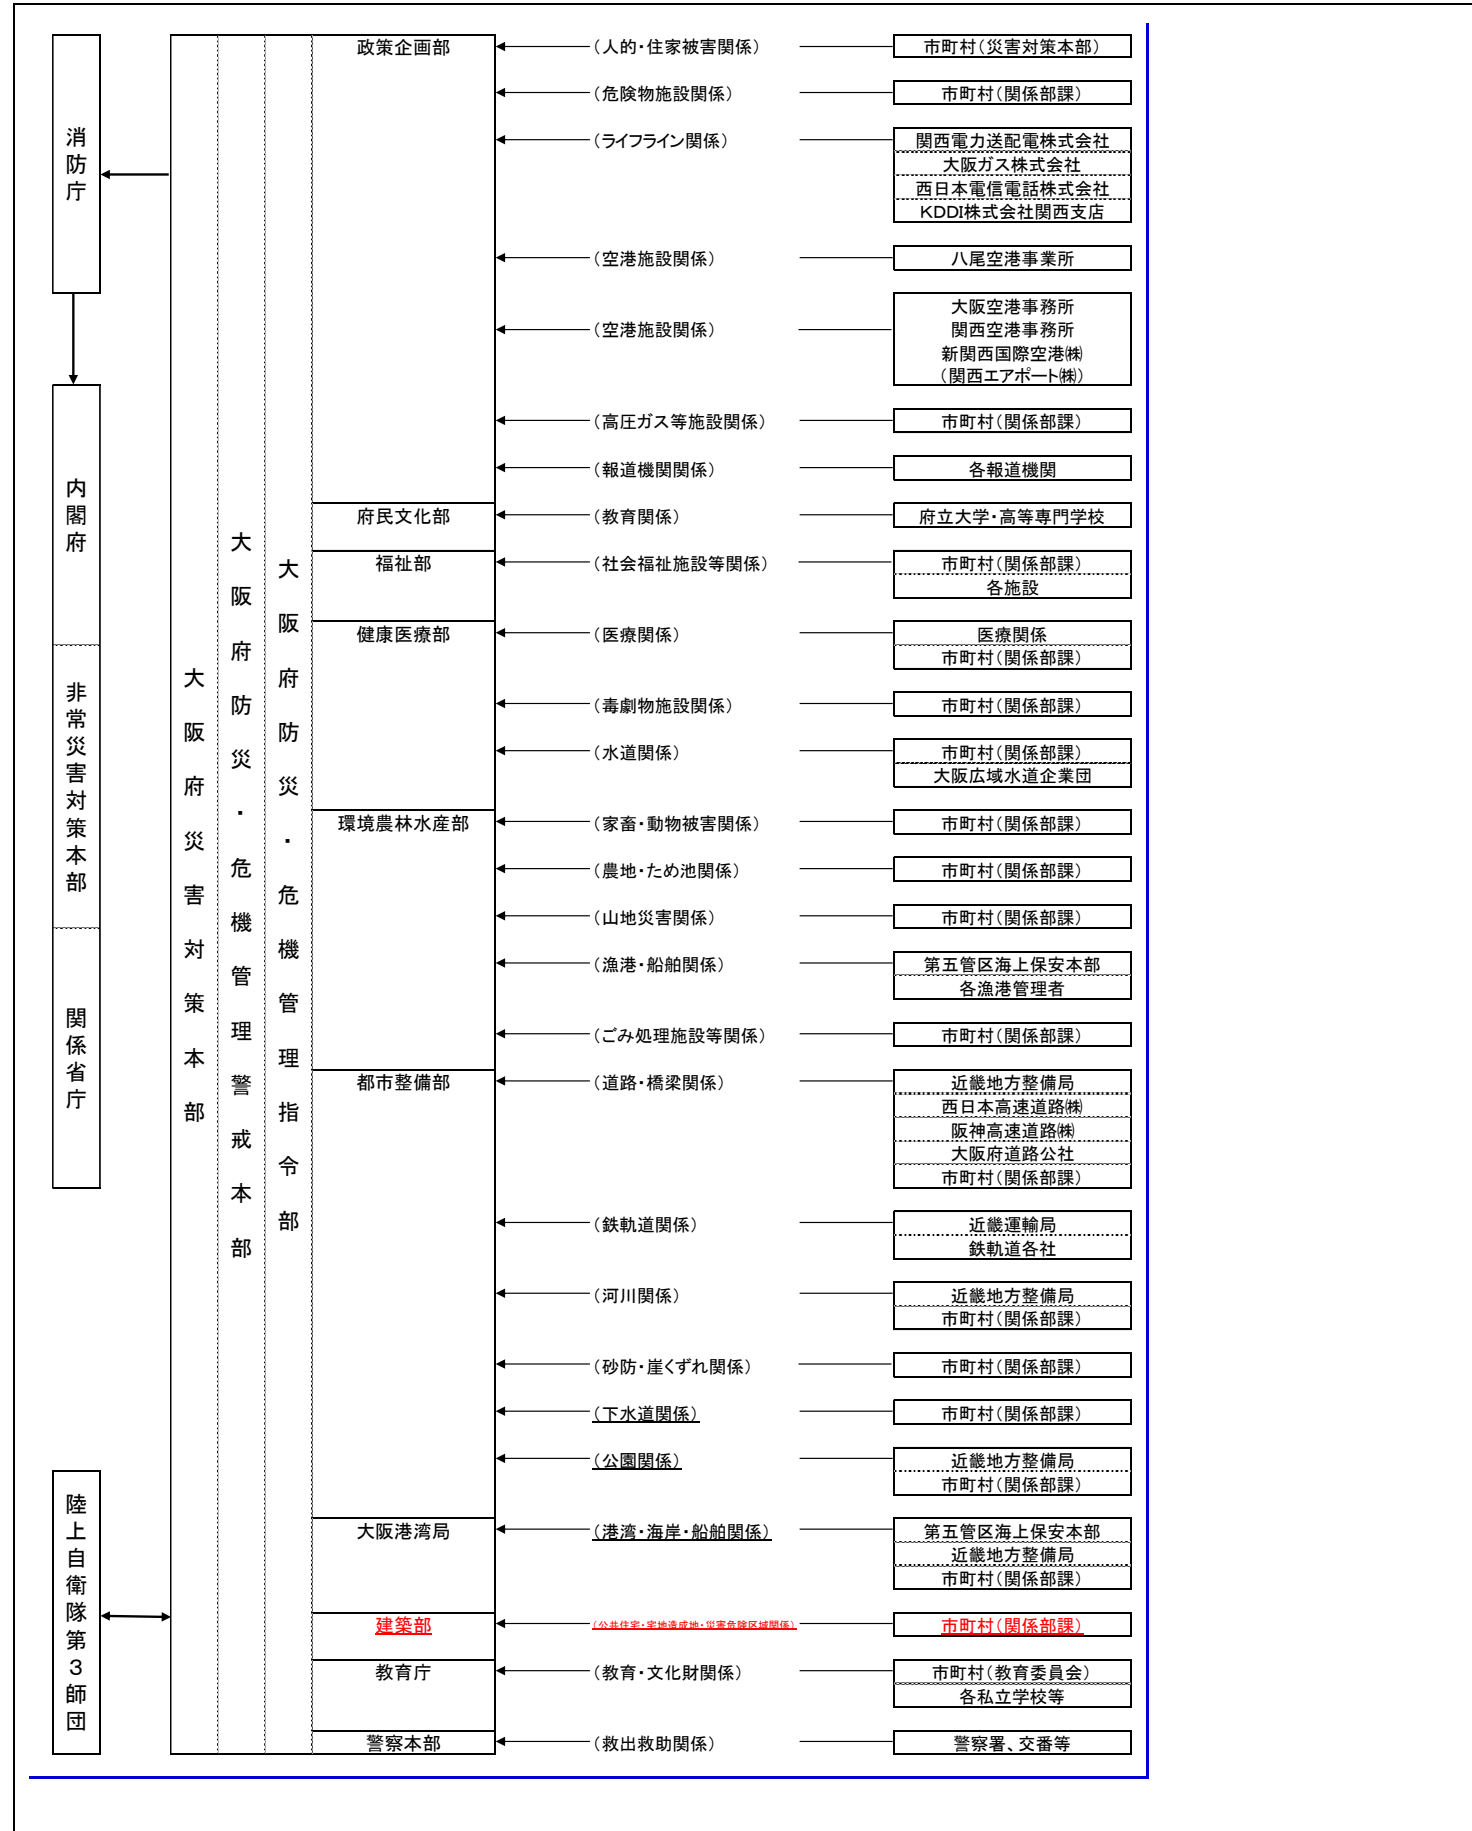 消防庁
内閣府
非常災害対策本部
関係省庁
陸上自衛隊第３師団
大阪府災害対策本部
大阪府防災・危機管理警戒本部
大阪府防災・危機管理指令部
政策企画部
（人的・住家被害関係）
市町村（災害対策本部）
（危険物施設関係）
市町村（関係部課）
（ライフライン関係）
関西電力送配電株式会社
大阪ガス株式会社
西日本電信電話株式会社
KDDI株式会社関西支店
（空港施設関係）
八尾空港事業所
（空港施設関係）
大阪空港事務所
関西空港事務所
新関西国際空港㈱
（関西エアポート㈱）
（高圧ガス等施設関係）
市町村（関係部課）
（報道機関関係）
各報道機関
府民文化部
（教育関係）
府立大学・高等専門学校
福祉部
（社会福祉施設等関係）
市町村（関係部課）
各施設
健康医療部
（医療関係）
医療関係
市町村（関係部課）
（毒劇物施設関係）
市町村（関係部課）
（水道関係）
市町村（関係部課）
大阪広域水道企業団
環境農林水産部
（家畜・動物被害関係）
市町村（関係部課）
（農地・ため池関係）
市町村（関係部課）
（山地災害関係）
市町村（関係部課）
（漁港・船舶関係）
第五管区海上保安本部
各漁港管理者
（ごみ処理施設等関係）
市町村（関係部課）
都市整備部
（道路・橋梁関係）
近畿地方整備局
西日本高速道路㈱
阪神高速道路㈱
大阪府道路公社
市町村（関係部課）
（鉄軌道関係）
近畿運輸局
鉄軌道各社
（河川関係）
近畿地方整備局
市町村（関係部課）
（砂防・崖くずれ関係）
市町村（関係部課）
（下水道関係）
市町村（関係部課）
（公園関係）
近畿地方整備局
市町村（関係部課）
大阪港湾局
（港湾・海岸・船舶関係）
第五管区海上保安本部
近畿地方整備局
市町村（関係部課）
建築部
（公共住宅・宅地造成地・災害危険区域関係）
市町村（関係部課）
教育庁
（教育・文化財関係）
市町村（教育委員会）
各私立学校等
警察本部
（救出救助関係）
警察署、交番等